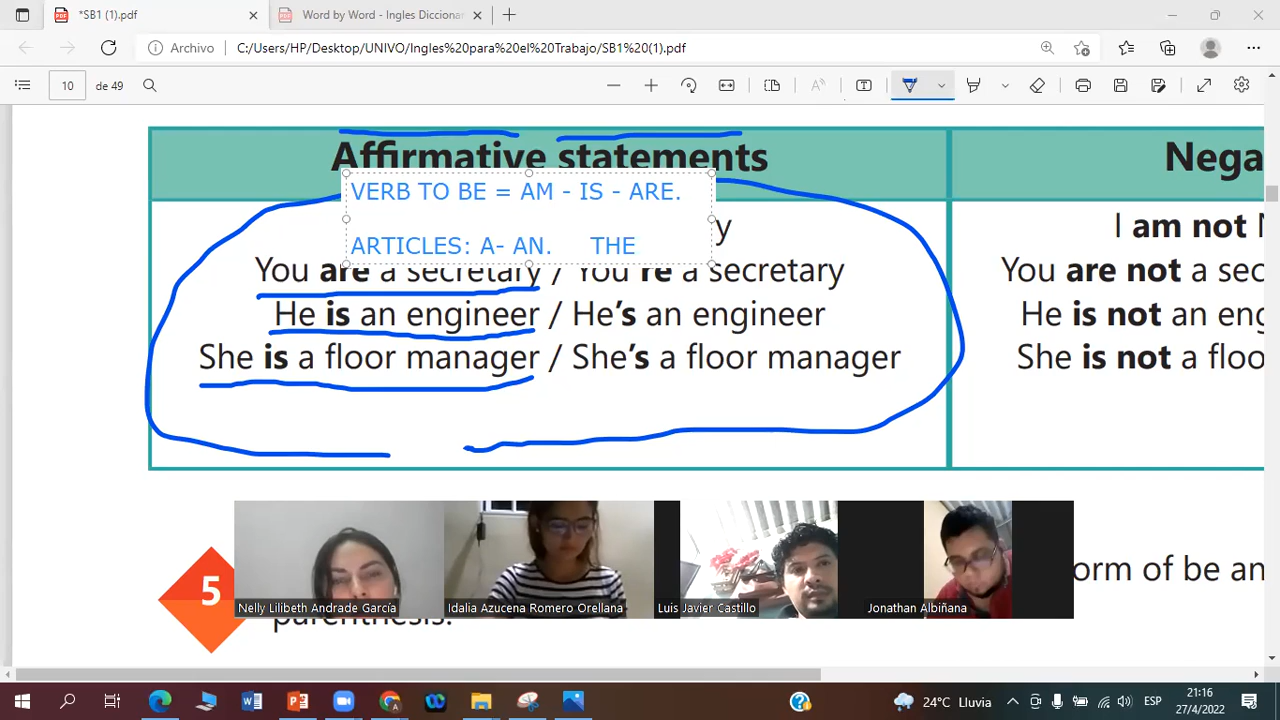 *SB1 (1).pdf
Word by Word - Ingles Diccionar
Archivo
C:/Users/HP/Desktop/UNIVO/Ingles%20para%20el%20Trabajo/SB1%20(1).pdf
10 de 49
Affirmative statements
Nega
VERB TO BE = AM - IS - ARE.
y
I am not
ARTICLES: A- AN. THE
You are a secretary / You're a secretary
You are not a sec
He is an engineer / He's an engineer
He is not an eng
She is a floor manager / She's a floor manager
She is not a floo
5
orm of be an
parenthesis.
Nelly Lilibeth Andrade García
Idalia Azucena Romero Orellana
Luis Javier Castillo
Jonathan Albiñana
24°C Lluvia
ESP
21:16
27/4/2022